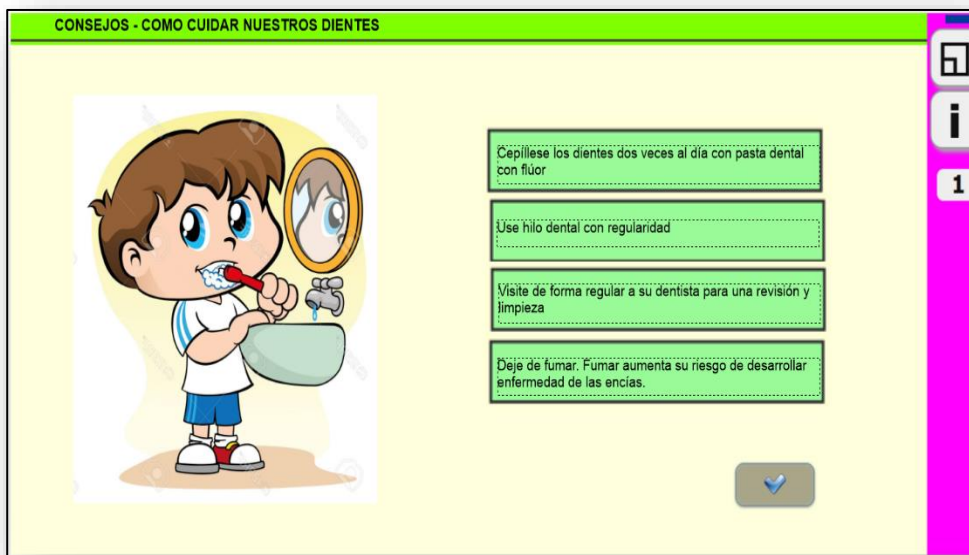 CONSEJOS - COMO CUIDAR NUESTROS DIENTES
Cepíllese los dientes dos veces al día con pasta dental
con flúor
Use hilo dental con regularidad
Visite de forma regular a su dentista para una revisión y
limpieza
Deje de fumar. Fumar aumenta su riesgo de desarrollar
enfermedad de las encías.
i
1